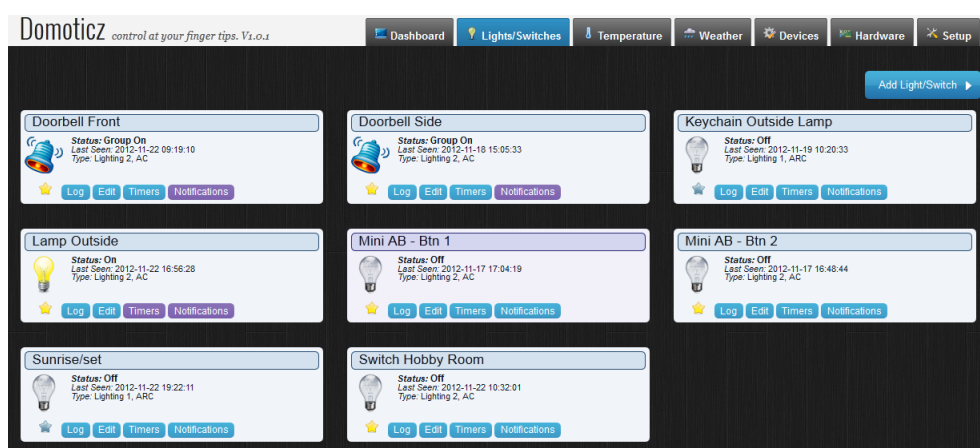 Domoticz control at your finger tips. V1.0.1
Dashboard Lights/Switches Temperature Weather Devices Hardware Setup
Add Light/Switch
Doorbell Front
Status: Group On
Last Seen: 2012-11-22 09:19:10
Type: Lighting 2, AC
Log Edit Timers Notifications
Doorbell Side
Status: Group On
Last Seen: 2012-11-18 15:05:33
Type: Lighting 2, AC
Log Edit Timers Notifications
Keychain Outside Lamp
Status: Off
Last Seen: 2012-11-19 10:20:33
Type: Lighting 1, ARC
Log Edit Timers Notifications
Lamp Outside
Status: On
Last Seen: 2012-11-22 16:56:28
Type: Lighting 2, AC
Log Edit Timers Notifications
Mini AB - Btn 1
Status: Off
Last Seen: 2012-11-17 17:04:19
Type: Lighting 2, AC
Log Edit Timers Notifications
Mini AB - Btn 2
Status: Off
Last Seen: 2012-11-17 16:48:44
Type: Lighting 2, AC
Log Edit Timers Notifications
Sunrise/set
Status: Off
Last Seen: 2012-11-22 19:22:11
Type: Lighting 1, ARC
Log Edit Timers Notifications
Switch Hobby Room
Status: Off
Last Seen: 2012-11-22 10:32:01
Type: Lighting 2, AC
Log Edit Timers Notifications